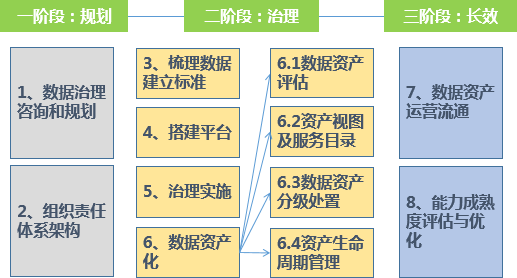 一阶段：规划
二阶段：治理
三阶段：长效
1、数据治理
咨询和规划
2、组织责任
体系架构
3、梳理数据
建立标准
4、搭建平台
5、治理实施
6、数据资产
化
6.1数据资产
评估
6.2资产视图
及服务目录
6.3数据资产
分级处置
6.4资产生命
周期管理
7、数据资产
运营流通
8、能力成熟
度评估与优
化